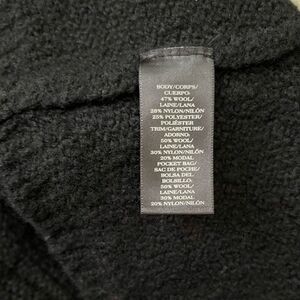 BODY/CORPS/
CUERPO:
47% WOOL/
LAINE/LANA
28% NYLON/NILÓN
25% POLYESTER/
POLIÉSTER
TRIM/GARNITURE/
ADORNO:
50% WOOL/
LAINE/LANA
30% NYLON/NILÓN
20% MODAL
POCKET BAG/
SAC DE POCHE/
BOLSA DEL
BOLSILLO:
50% WOOL/
LAINE/LANA
30% MODAL
20% NYLON/NILÓN